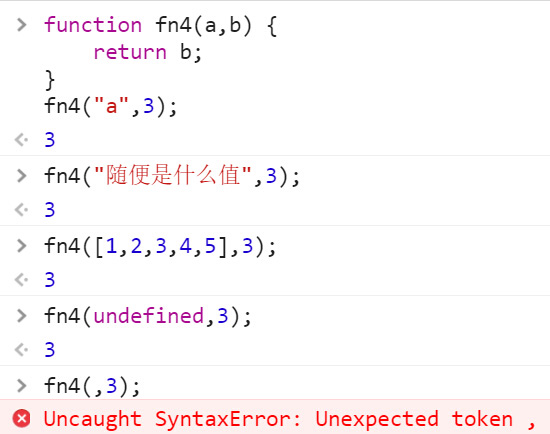 function fn4(a,b) {
    return b;
}
fn4("a",3);
3
fn4("随便是什么值",3);
3
fn4([1,2,3,4,5],3);
3
fn4(undefined,3);
3
fn4(,3);
Uncaught SyntaxError: Unexpected token ,